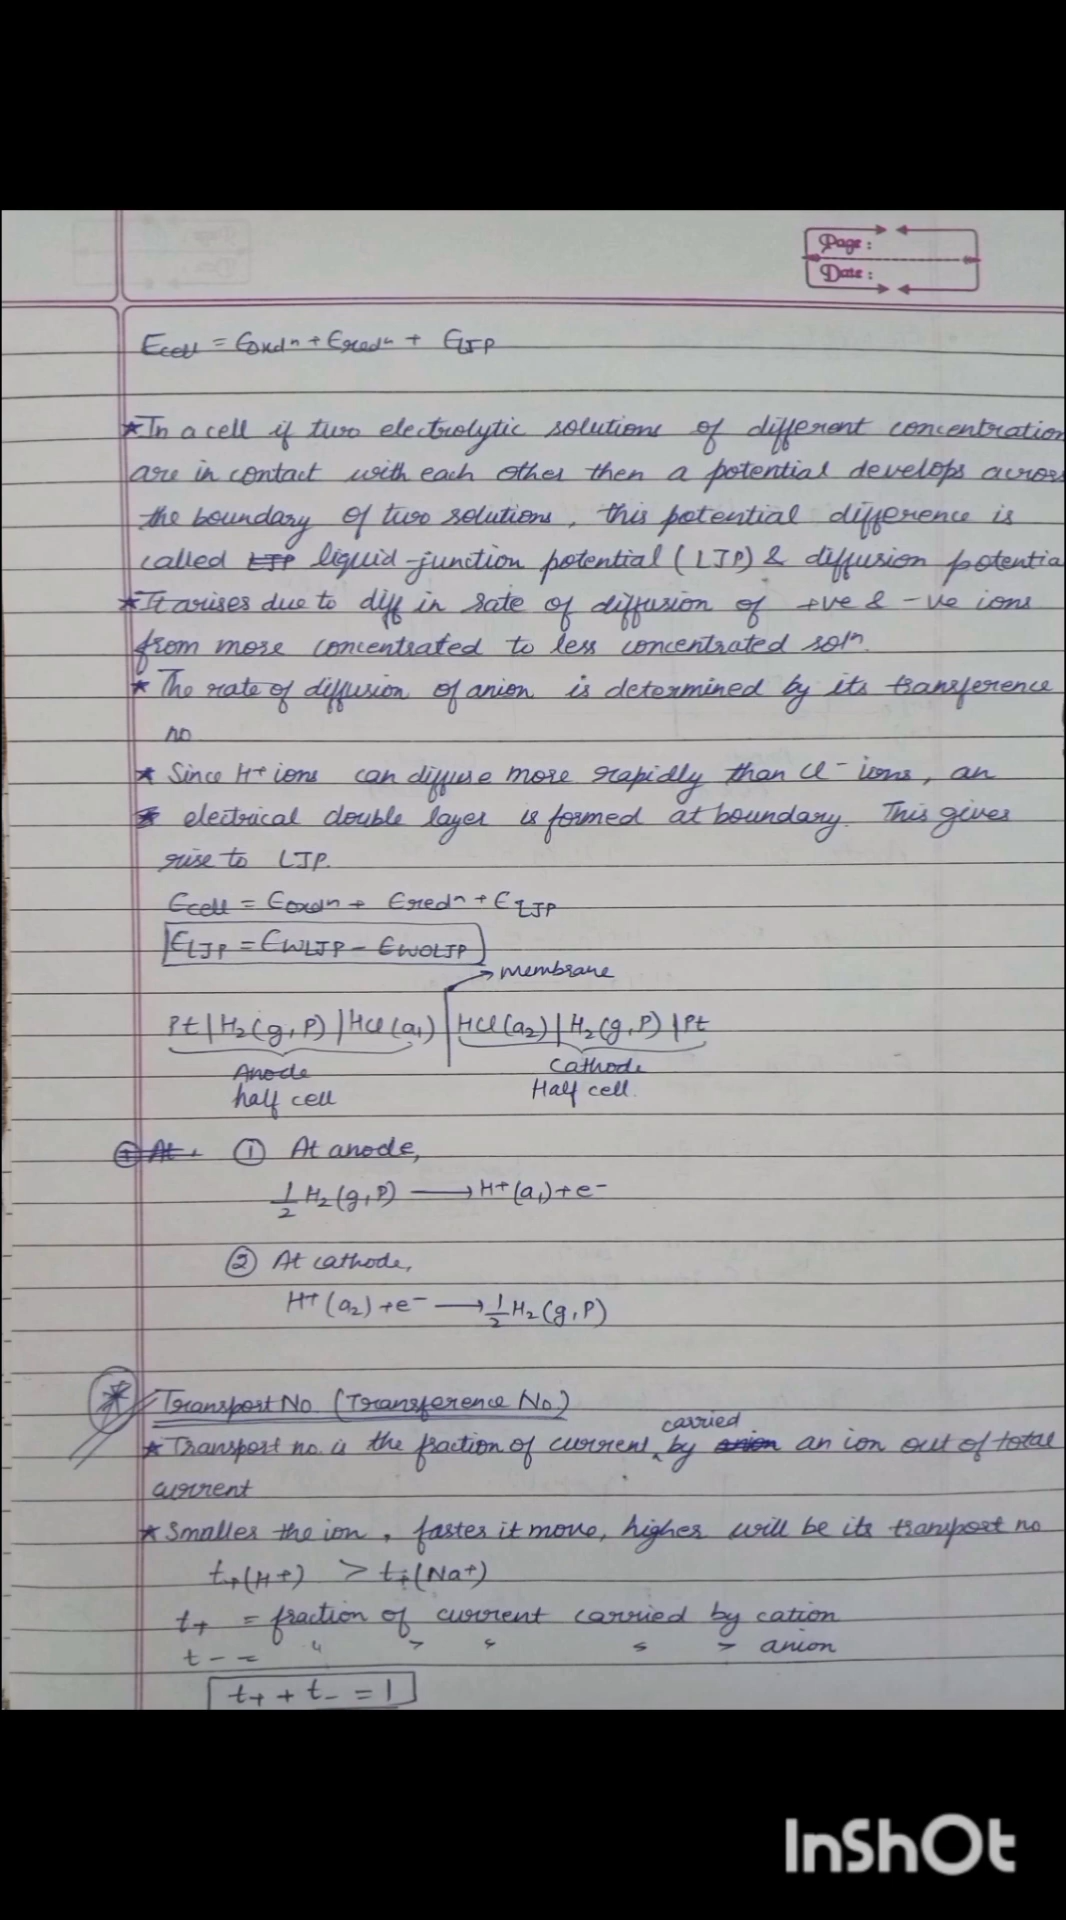 Page :
Date :
Ecell = Eoxdⁿ + Eredⁿ + ELJP
* In a cell if two electrolytic solutions of different concentration
are in contact with each other then a potential develops across
the boundary of two solutions, this potential difference is
called LJP liquid-junction potential (LJP) & diffusion potentia
* It arises due to diff in rate of diffusion of +ve & -ve ions
from more concentrated to less concentrated solⁿ.
* The rate of diffusion of anion is determined by its transference
no
* Since H+ ions can diffuse more rapidly than Cl⁻ ions, an
* electrical double layer is formed at boundary. This gives
rise to LJP.
Ecell = Eoxdⁿ + Eredⁿ + ELJP
ELJP = EWLJP - EWOLJP
→ membrane
Pt | H₂(g, P) | HCl(a₁) | HCl(a₂) | H₂(g, P) | Pt
Anode Cathode
half cell Half cell.
① At ① At anode,
1/2 H₂(g, P) → H+(a₁) + e-
② At cathode,
H+(a₂) + e- → 1/2 H₂(g, P)
* Transport No (Transference No)
* Transport no is the fraction of current carried by anion an ion out of total
current
* Smaller the ion, faster it move, higher will be its transport no
t+(H+) > t+(Na+)
t+ = fraction of current carried by cation
t- = " " " " " anion
t+ + t- = 1
InShOt